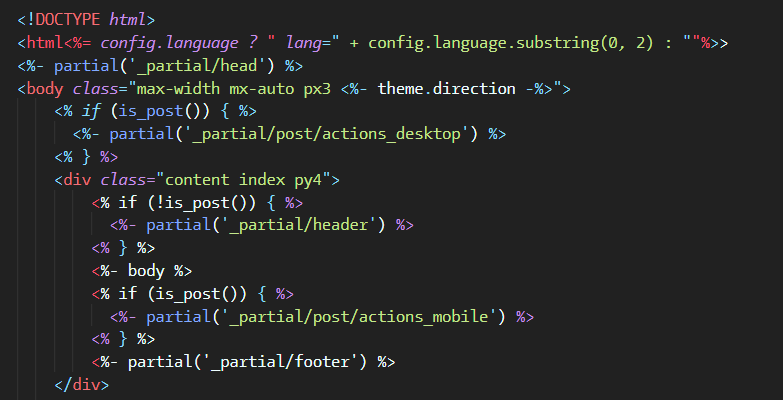 <!DOCTYPE html>
<html<%= config.language ? " lang=" + config.language.substring(0, 2) : ""%>>
<%- partial('_partial/head') %>
<body class="max-width mx-auto px3 <%- theme.direction -%>">
    <% if (is_post()) { %>
      <%- partial('_partial/post/actions_desktop') %>
    <% } %>
    <div class="content index py4">
        <% if (!is_post()) { %>
          <%- partial('_partial/header') %>
        <% } %>
        <%- body %>
        <% if (is_post()) { %>
          <%- partial('_partial/post/actions_mobile') %>
        <% } %>
        <%- partial('_partial/footer') %>
    </div>